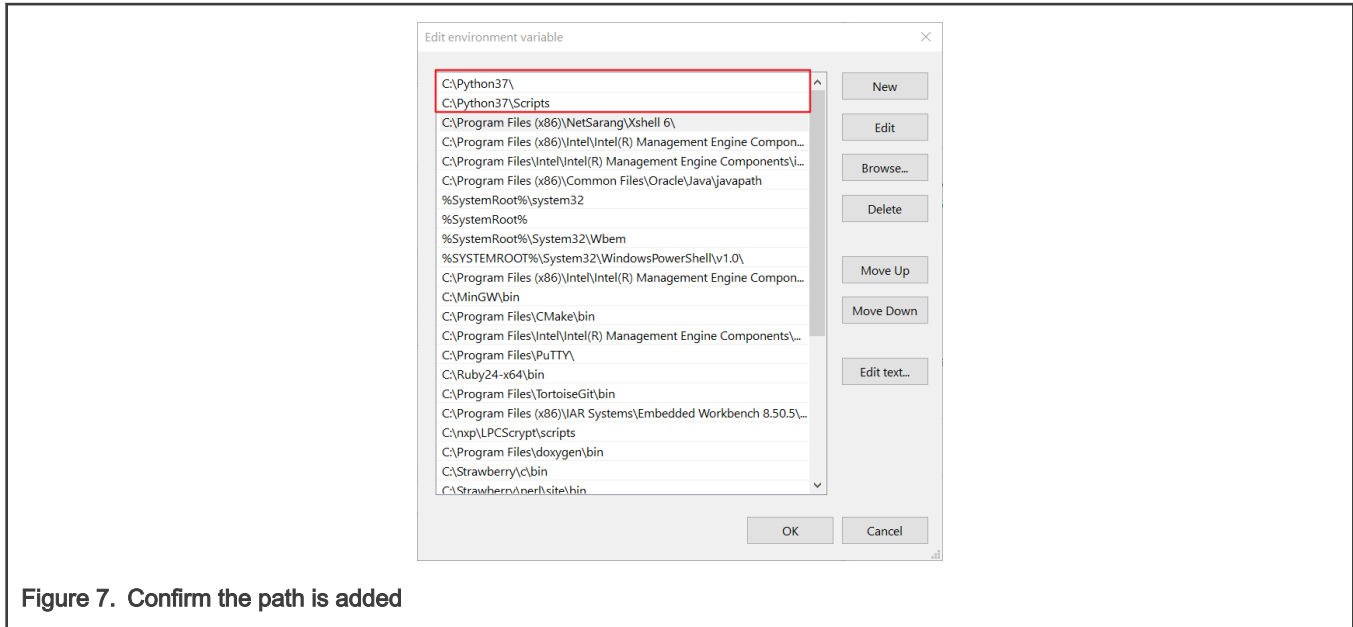 Edit environment variable
C:\Python37\
C:\Python37\Scripts
C:\Program Files (x86)\NetSarang\Xshell 6\
C:\Program Files (x86)\Intel\Intel(R) Management Engine Compon...
C:\Program Files\Intel\Intel(R) Management Engine Components\i...
C:\Program Files (x86)\Common Files\Oracle\Java\javapath
%SystemRoot%\system32
%SystemRoot%
%SystemRoot%\System32\Wbem
%SYSTEMROOT%\System32\WindowsPowerShell\v1.0\
C:\Program Files (x86)\Intel\Intel(R) Management Engine Compon...
C:\MinGW\bin
C:\Program Files\CMake\bin
C:\Program Files\Intel\Intel(R) Management Engine Components\...
C:\Program Files\PuTTY\
C:\Ruby24-x64\bin
C:\Program Files\TortoiseGit\bin
C:\Program Files (x86)\IAR Systems\Embedded Workbench 8.50.5\...
C:\nxp\LPCScrypt\scripts
C:\Program Files\doxygen\bin
C:\Strawberry\c\bin
C:\Strawberry\perl\site\bin
New
Edit
Browse...
Delete
Move Up
Move Down
Edit text...
OK
Cancel
Figure 7. Confirm the path is added